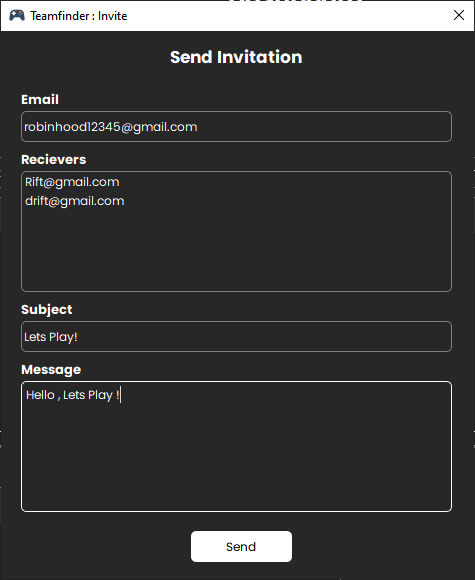 Teamfinder : Invite
Send Invitation
Email
robinhood12345@gmail.com
Recievers
Rift@gmail.com
drift@gmail.com
Subject
Lets Play!
Message
Hello , Lets Play !
Send